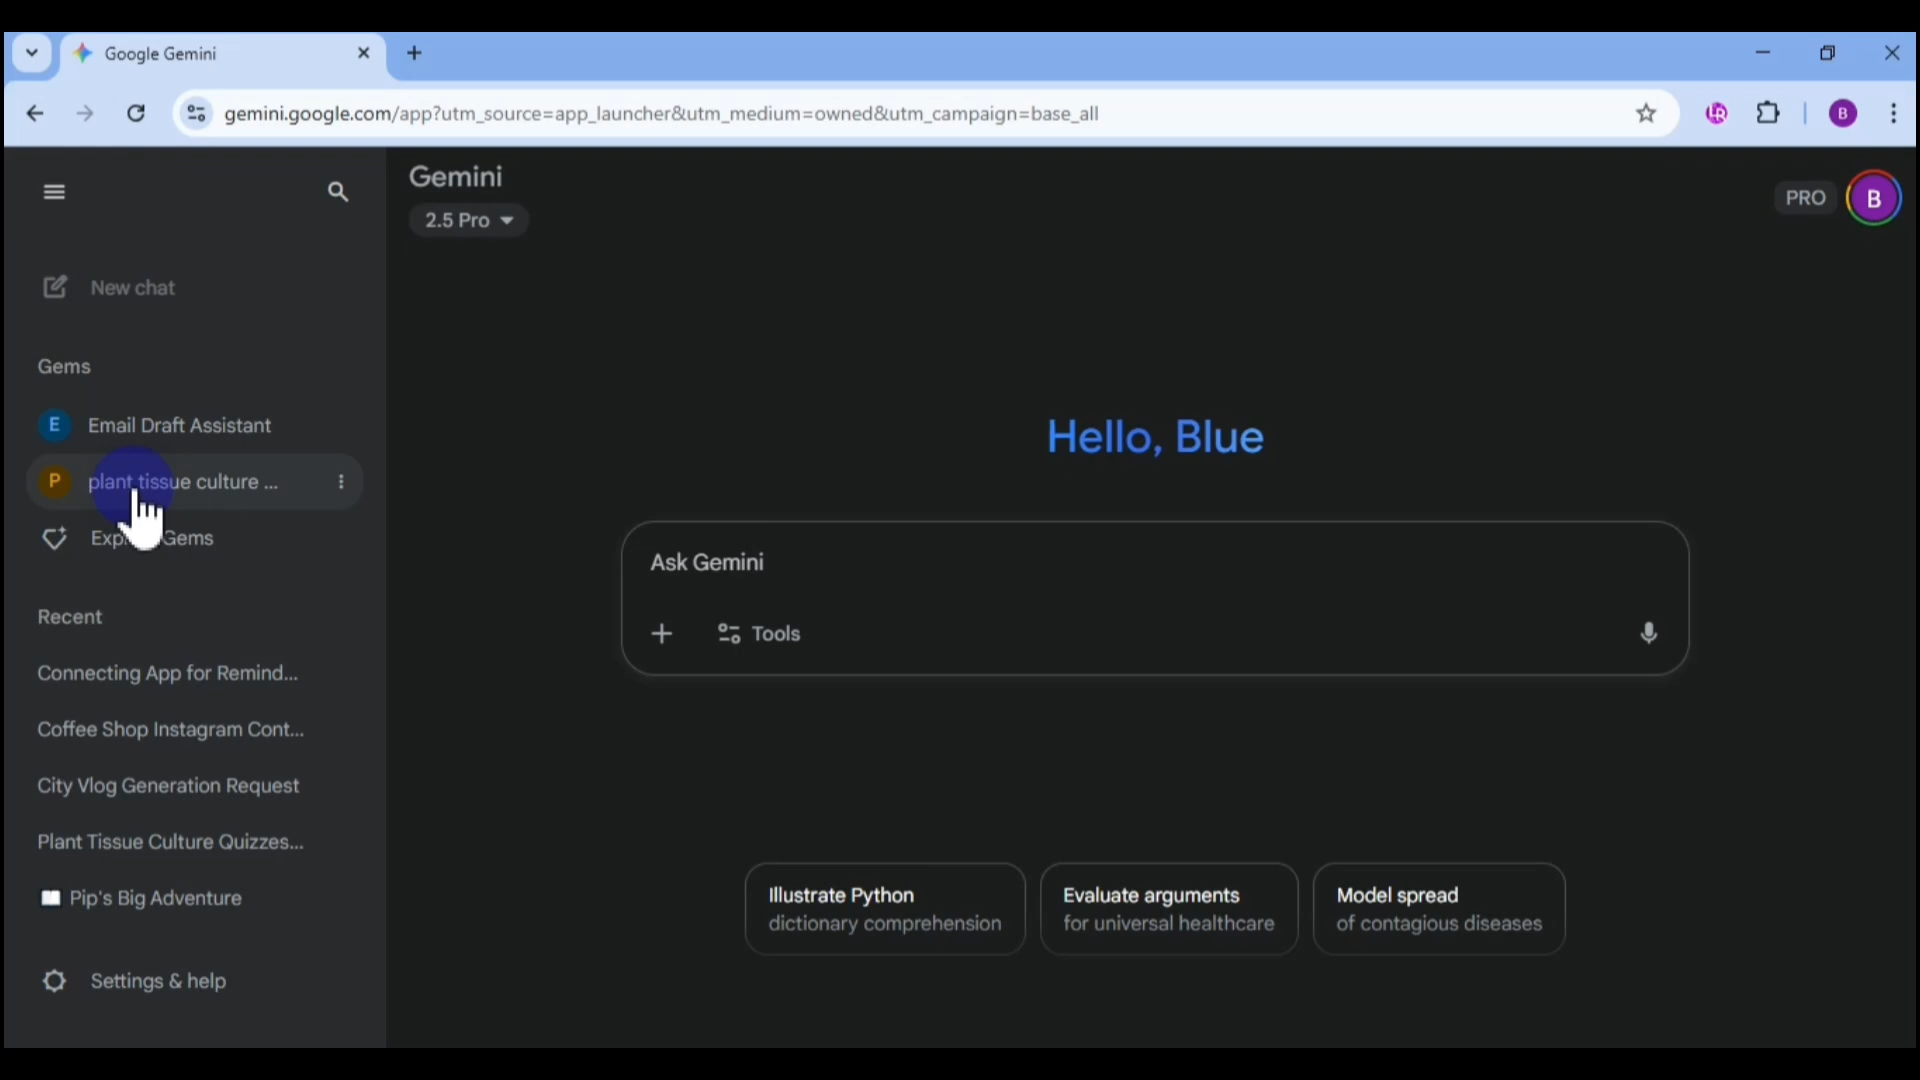 Google Gemini
gemini.google.com/app?utm_source=app_launcher&utm_medium=owned&utm_campaign=base_all
B
Gemini
2.5 Pro
PRO
B
New chat
Gems
E Email Draft Assistant
P plant tissue culture ...
Gems
Recent
Connecting App for Remind...
Coffee Shop Instagram Cont...
City Vlog Generation Request
Plant Tissue Culture Quizzes...
Pip's Big Adventure
Settings & help
Hello, Blue
Ask Gemini
Tools
Illustrate Python
dictionary comprehension
Evaluate arguments
for universal healthcare
Model spread
of contagious diseases